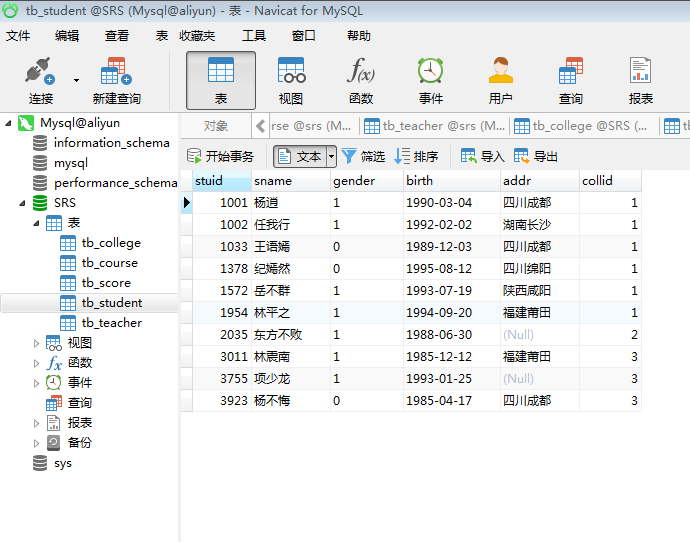 tb_student @SRS (Mysql@aliyun) - 表 - Navicat for MySQL
文件 编辑 查看 表 收藏夹 工具 窗口 帮助
连接 新建查询 表 视图 函数 事件 用户 查询 报表
Mysql@aliyun
information_schema
mysql
performance_schema
SRS
表
tb_college
tb_course
tb_score
tb_student
tb_teacher
视图
函数
事件
查询
报表
备份
sys
对象 rse @srs (M... tb_teacher @srs (M... tb_college @SRS (... t
开始事务 文本 筛选 排序 导入 导出
stuid sname gender birth addr collid
1001 杨逍 1 1990-03-04 四川成都 1
1002 任我行 1 1992-02-02 湖南长沙 1
1033 王语嫣 0 1989-12-03 四川成都 1
1378 纪嫣然 0 1995-08-12 四川绵阳 1
1572 岳不群 1 1993-07-19 陕西咸阳 1
1954 林平之 1 1994-09-20 福建莆田 1
2035 东方不败 1 1988-06-30 (Null) 2
3011 林震南 1 1985-12-12 福建莆田 3
3755 项少龙 1 1993-01-25 (Null) 3
3923 杨不悔 0 1985-04-17 四川成都 3